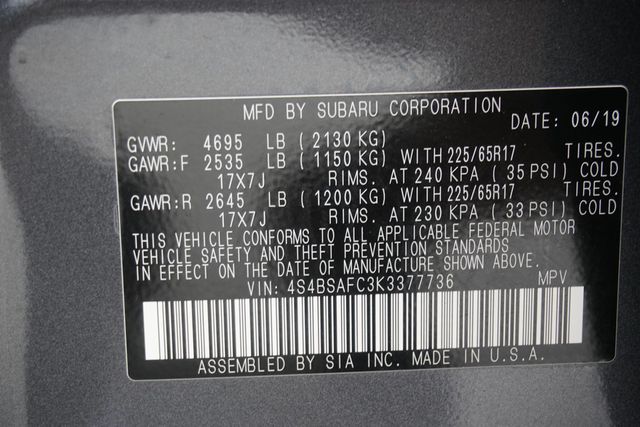 MFD BY SUBARU CORPORATION
DATE: 06/19
GVWR: 4695 LB (2130 KG)
GAWR:F 2535 LB (1150 KG) WITH 225/65R17 TIRES.
17X7J RIMS. AT 240 KPA (35 PSI) COLD
GAWR:R 2645 LB (1200 KG) WITH 225/65R17 TIRES.
17X7J RIMS. AT 230 KPA (33 PSI) COLD
THIS VEHICLE CONFORMS TO ALL APPLICABLE FEDERAL MOTOR
VEHICLE SAFETY AND THEFT PREVENTION STANDARDS
IN EFFECT ON THE DATE OF MANUFACTURE SHOWN ABOVE.
VIN: 4S4BSAFC3K3377736 MPV
ASSEMBLED BY SIA INC. MADE IN U.S.A.